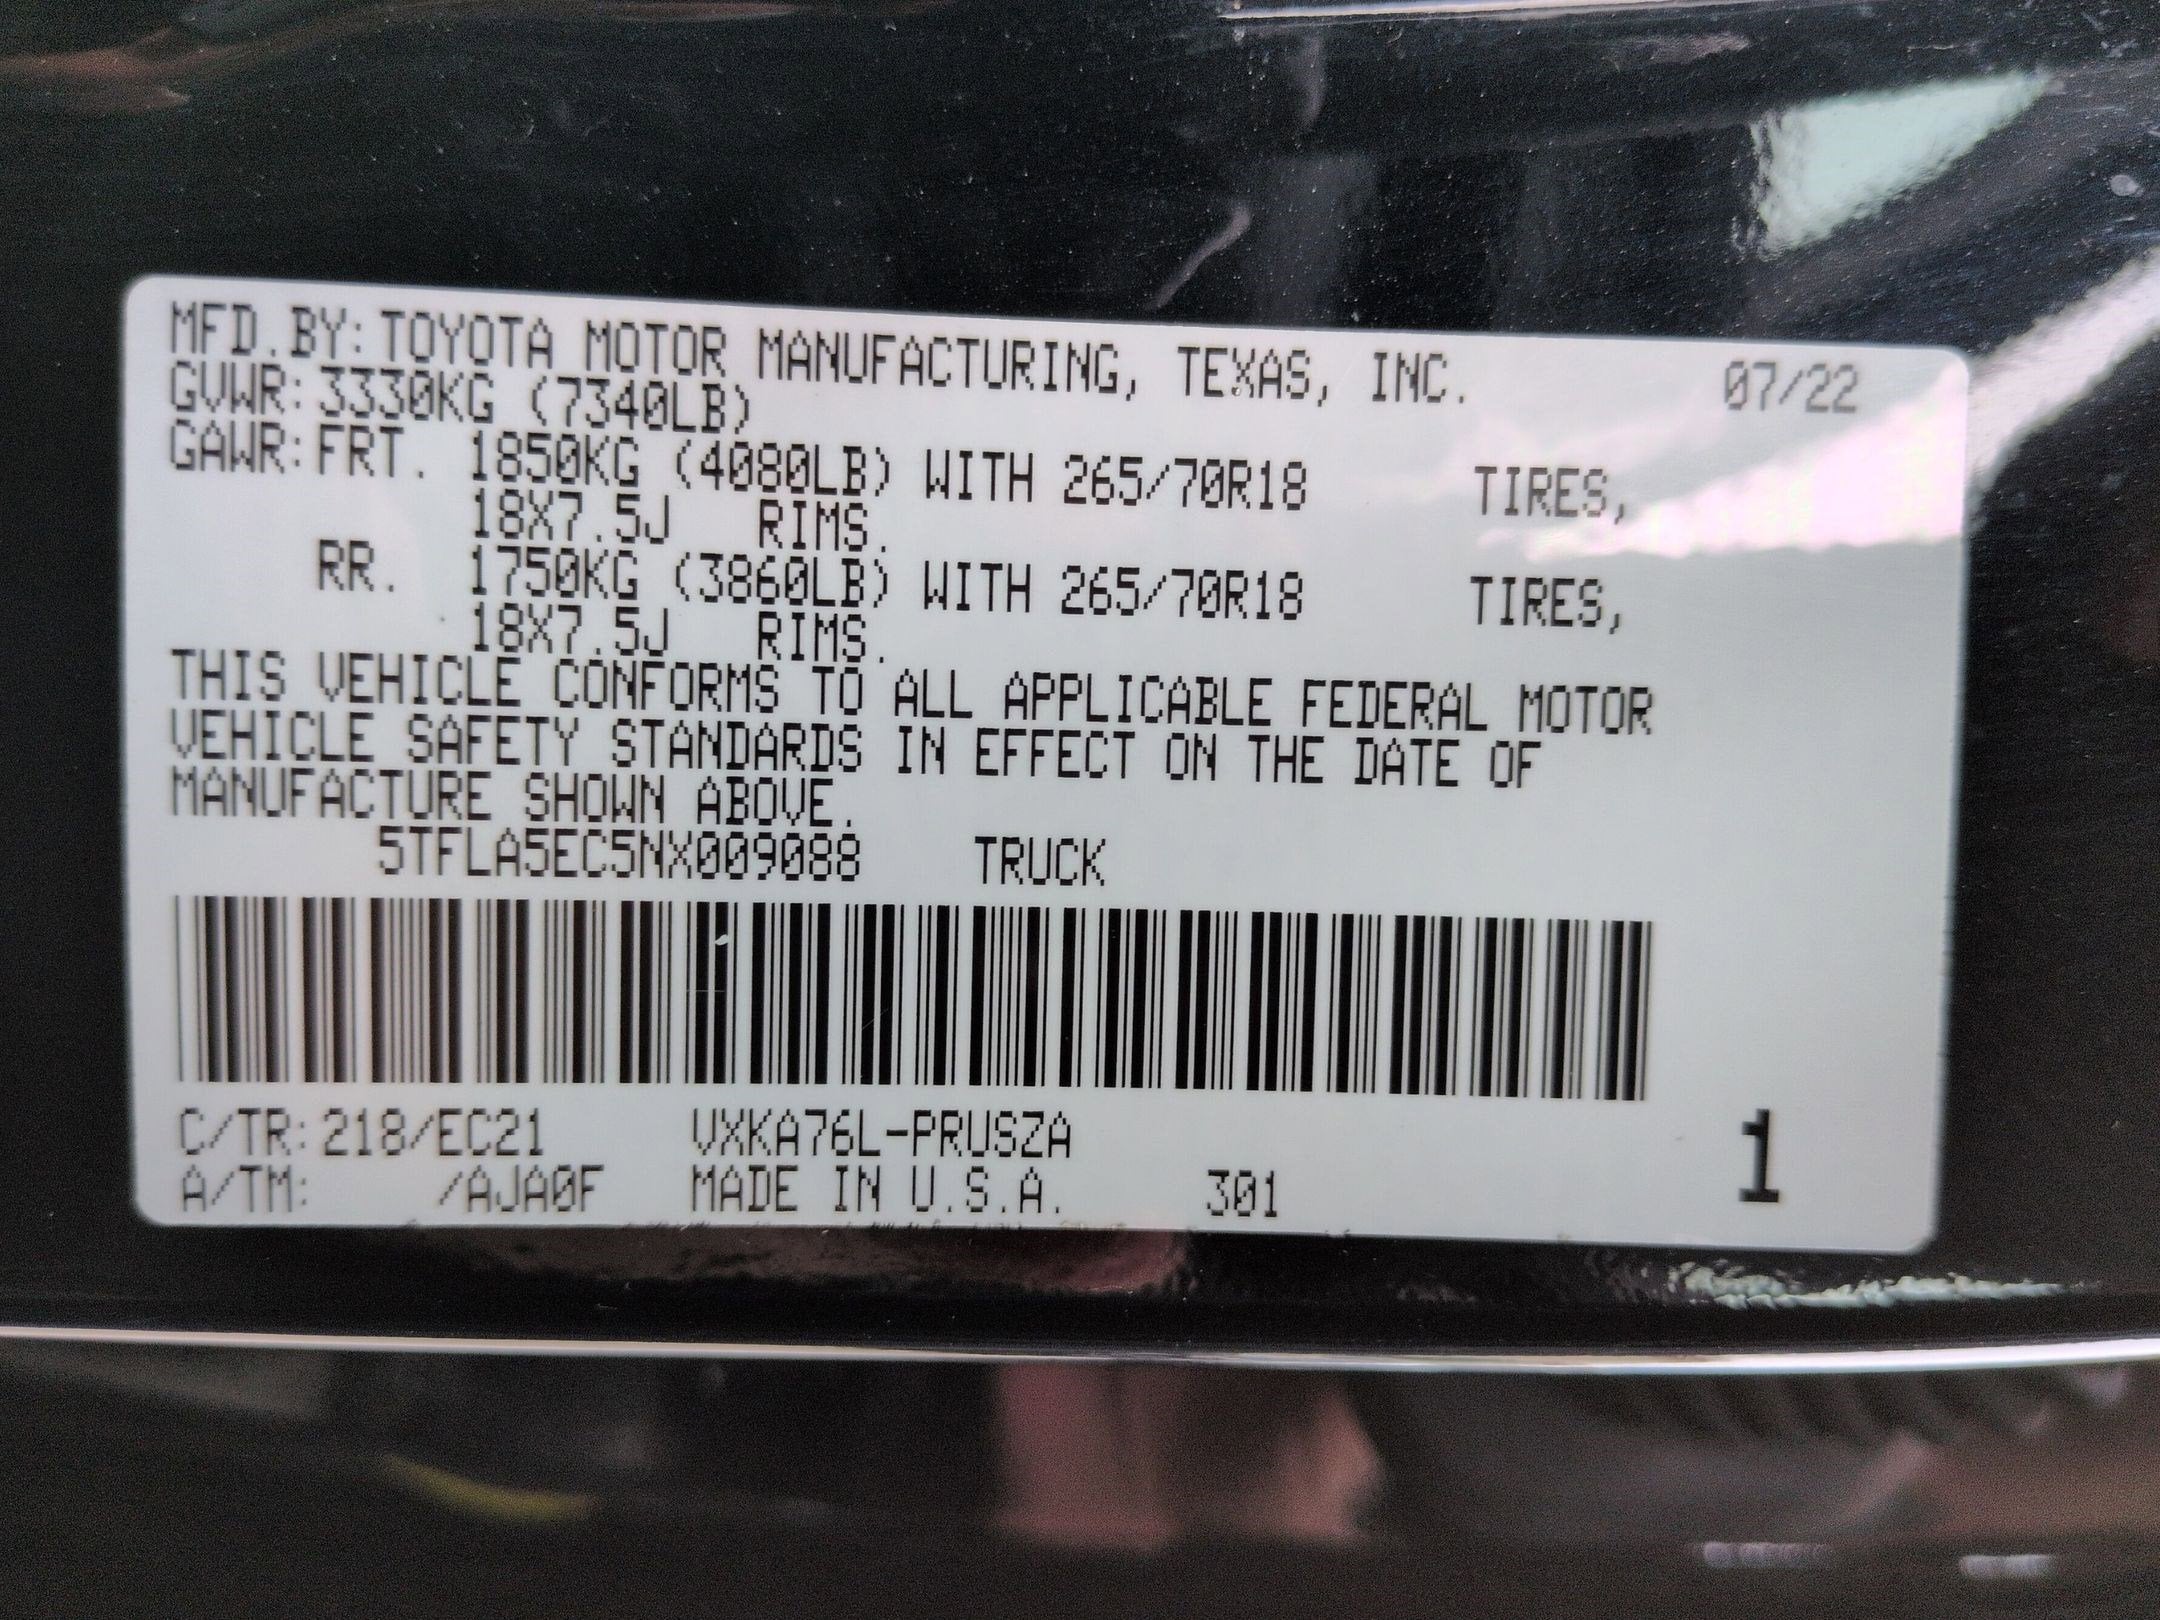 MFD.BY:TOYOTA MOTOR MANUFACTURING, TEXAS, INC. 07/22
GVWR:3330KG (7340LB)
GAWR:FRT. 1850KG (4080LB) WITH 265/70R18 TIRES,
18X7.5J RIMS.
RR. 1750KG (3860LB) WITH 265/70R18 TIRES,
18X7.5J RIMS.
THIS VEHICLE CONFORMS TO ALL APPLICABLE FEDERAL MOTOR
VEHICLE SAFETY STANDARDS IN EFFECT ON THE DATE OF
MANUFACTURE SHOWN ABOVE.
5TFLA5EC5NX009088 TRUCK
C/TR:218/EC21 VXKA76L-PRUSZA
A/TM: /AJA0F MADE IN U.S.A. 301 1